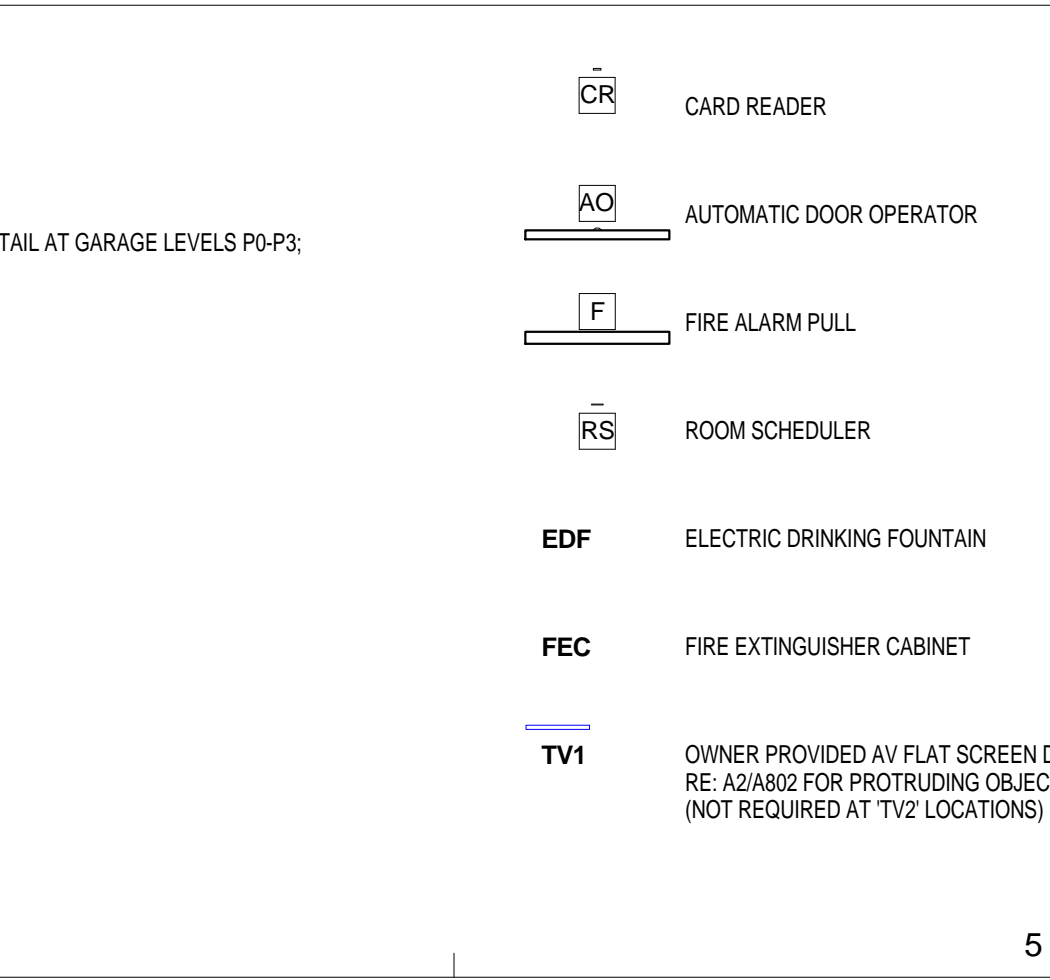 CR CARD READER
AO AUTOMATIC DOOR OPERATOR
TAIL AT GARAGE LEVELS P0-P3;
F FIRE ALARM PULL
RS ROOM SCHEDULER
EDF ELECTRIC DRINKING FOUNTAIN
FEC FIRE EXTINGUISHER CABINET
TV1 OWNER PROVIDED AV FLAT SCREEN
RE: A2/A802 FOR PROTRUDING OBJEC
(NOT REQUIRED AT 'TV2' LOCATIONS)
5